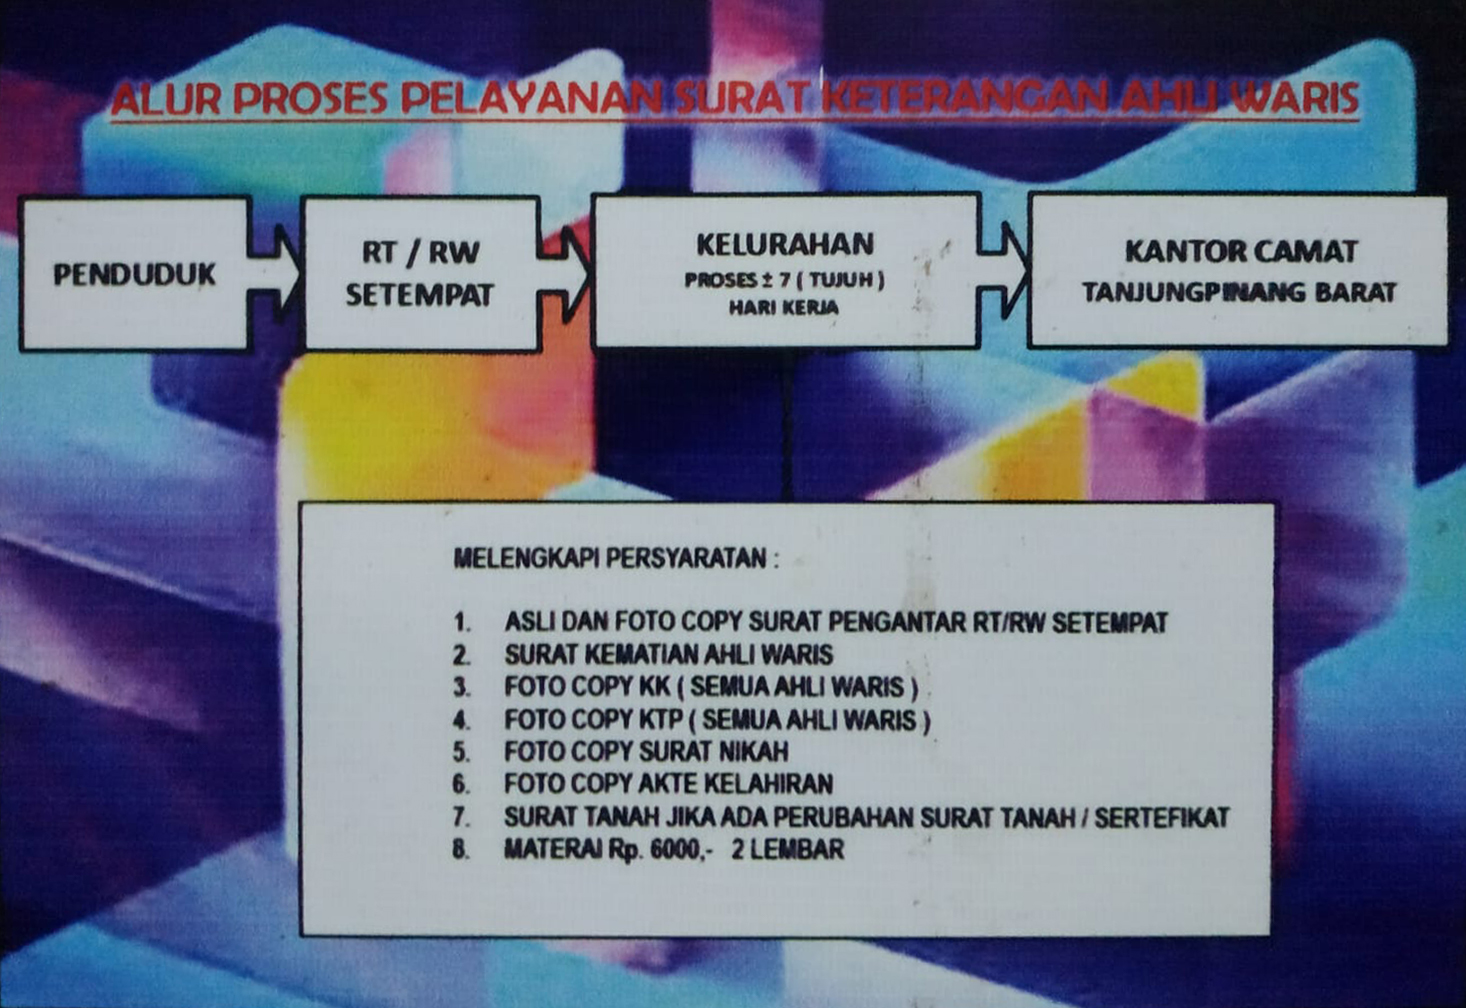 ALUR PROSES PELAYANAN SURAT KETERANGAN AHLI WARIS
PENDUDUK
RT / RW
SETEMPAT
KELURAHAN
PROSES ± 7 ( TUJUH )
HARI KERJA
KANTOR CAMAT
TANJUNGPINANG BARAT
MELENGKAPI PERSYARATAN :
1. ASLI DAN FOTO COPY SURAT PENGANTAR RT/RW SETEMPAT
2. SURAT KEMATIAN AHLI WARIS
3. FOTO COPY KK ( SEMUA AHLI WARIS )
4. FOTO COPY KTP ( SEMUA AHLI WARIS )
5. FOTO COPY SURAT NIKAH
6. FOTO COPY AKTE KELAHIRAN
7. SURAT TANAH JIKA ADA PERUBAHAN SURAT TANAH / SERTEFIKAT
8. MATERAI Rp. 6000,- 2 LEMBAR